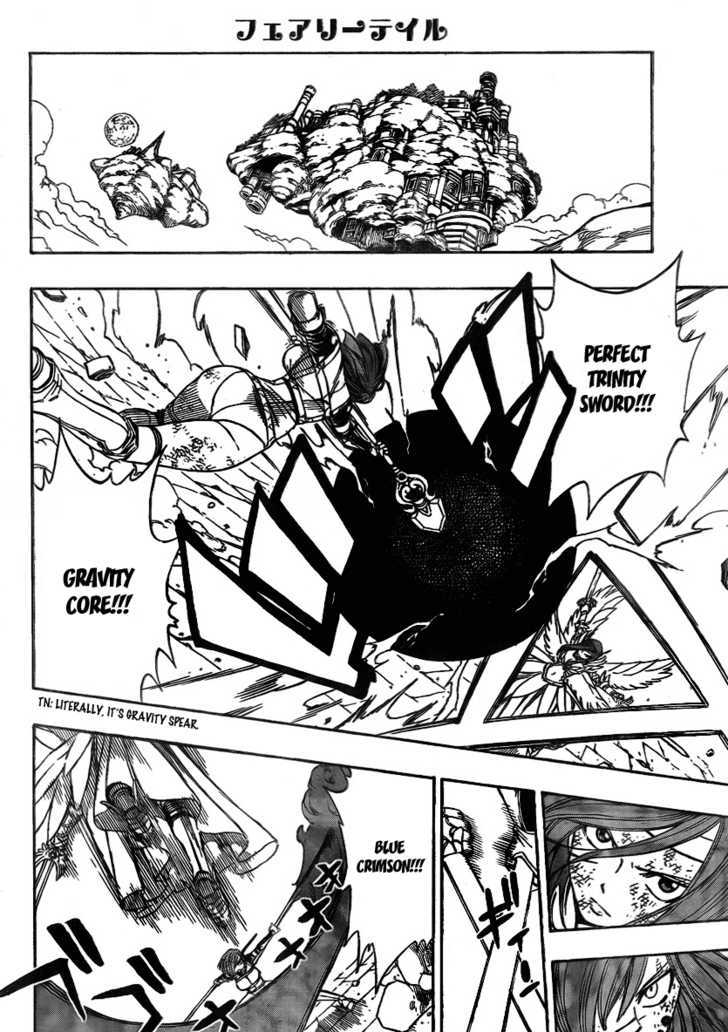 フェアリーテイル
PERFECT
TRINITY
SWORD!!!
GRAVITY
CORE!!!
TN: LITERALLY, IT'S GRAVITY SPEAR.
BLUE
CRIMSON!!!